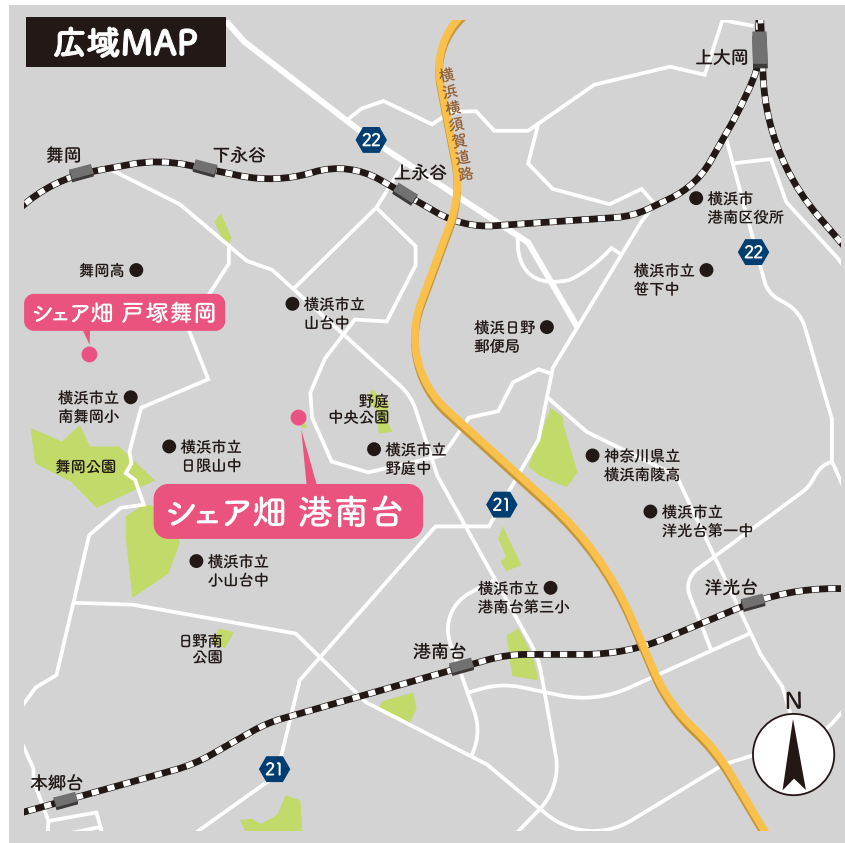 広域MAP
上大岡
横浜横須賀道路
22
舞岡
下永谷
上永谷
横浜市
港南区役所
22
舞岡高
横浜市立
笹下中
シェア畑 戸塚舞岡
横浜市立
山台中
横浜日野
郵便局
横浜市立
南舞岡小
野庭
中央公園
舞岡公園
横浜市立
日限山中
横浜市立
野庭中
神奈川県立
横浜南陵高
シェア畑 港南台
21
横浜市立
洋光台第一中
横浜市立
小山台中
横浜市立
港南台第三小
洋光台
日野南
公園
港南台
N
21
本郷台